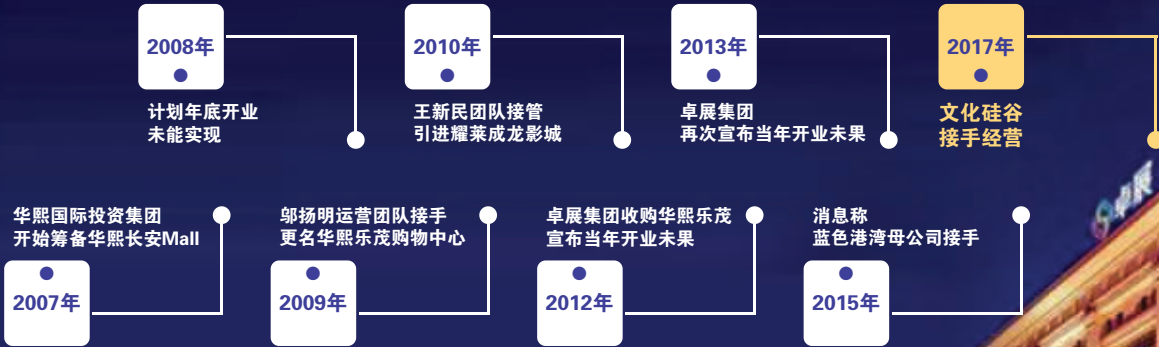 2008年
计划年底开业
未能实现
2010年
王新民团队接管
引进耀莱成龙影城
2013年
卓展集团
再次宣布当年开业未果
2017年
文化硅谷
接手经营
华熙国际投资集团
开始筹备华熙长安Mall
2007年
邬扬明运营团队接手
更名华熙乐茂购物中心
2009年
卓展集团收购华熙乐茂
宣布当年开业未果
2012年
消息称
蓝色港湾母公司接手
2015年
卓展